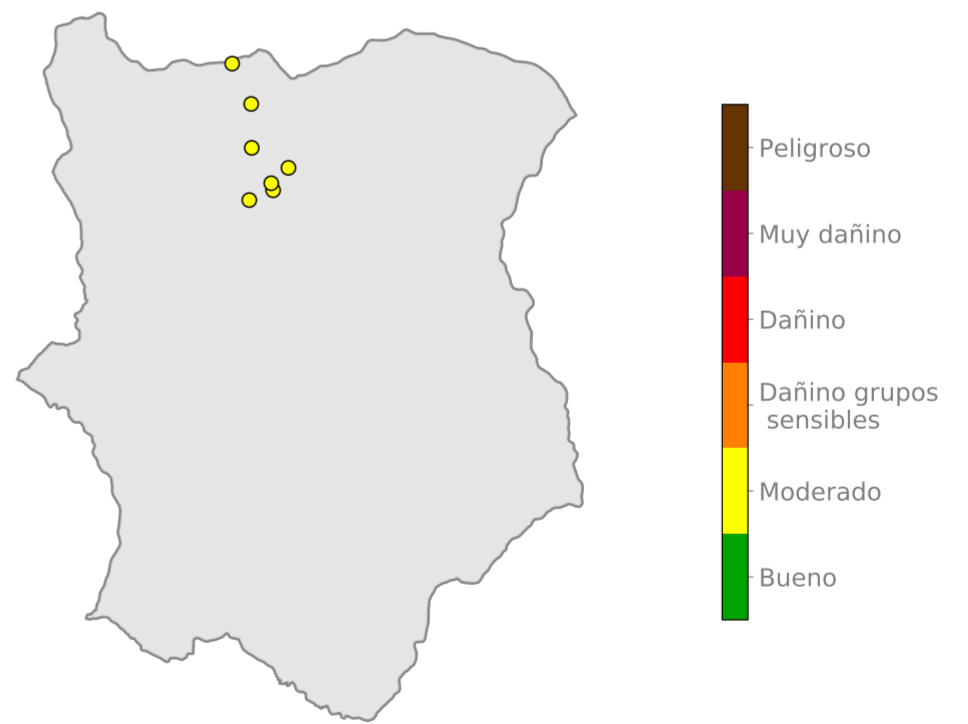 Peligroso
Muy dañino
Dañino
Dañino grupos
sensibles
Moderado
Bueno